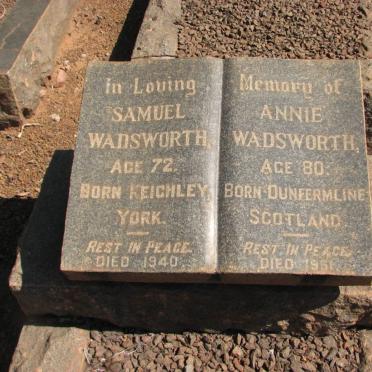 In Loving Memory of
SAMUEL
WADSWORTH,
AGE 72.
BORN KEICHLEY,
YORK.
REST IN PEACE.
DIED 1940.
ANNIE
WADSWORTH,
AGE 80.
BORN DUNFERMLINE
SCOTLAND.
REST IN PEACE.
DIED